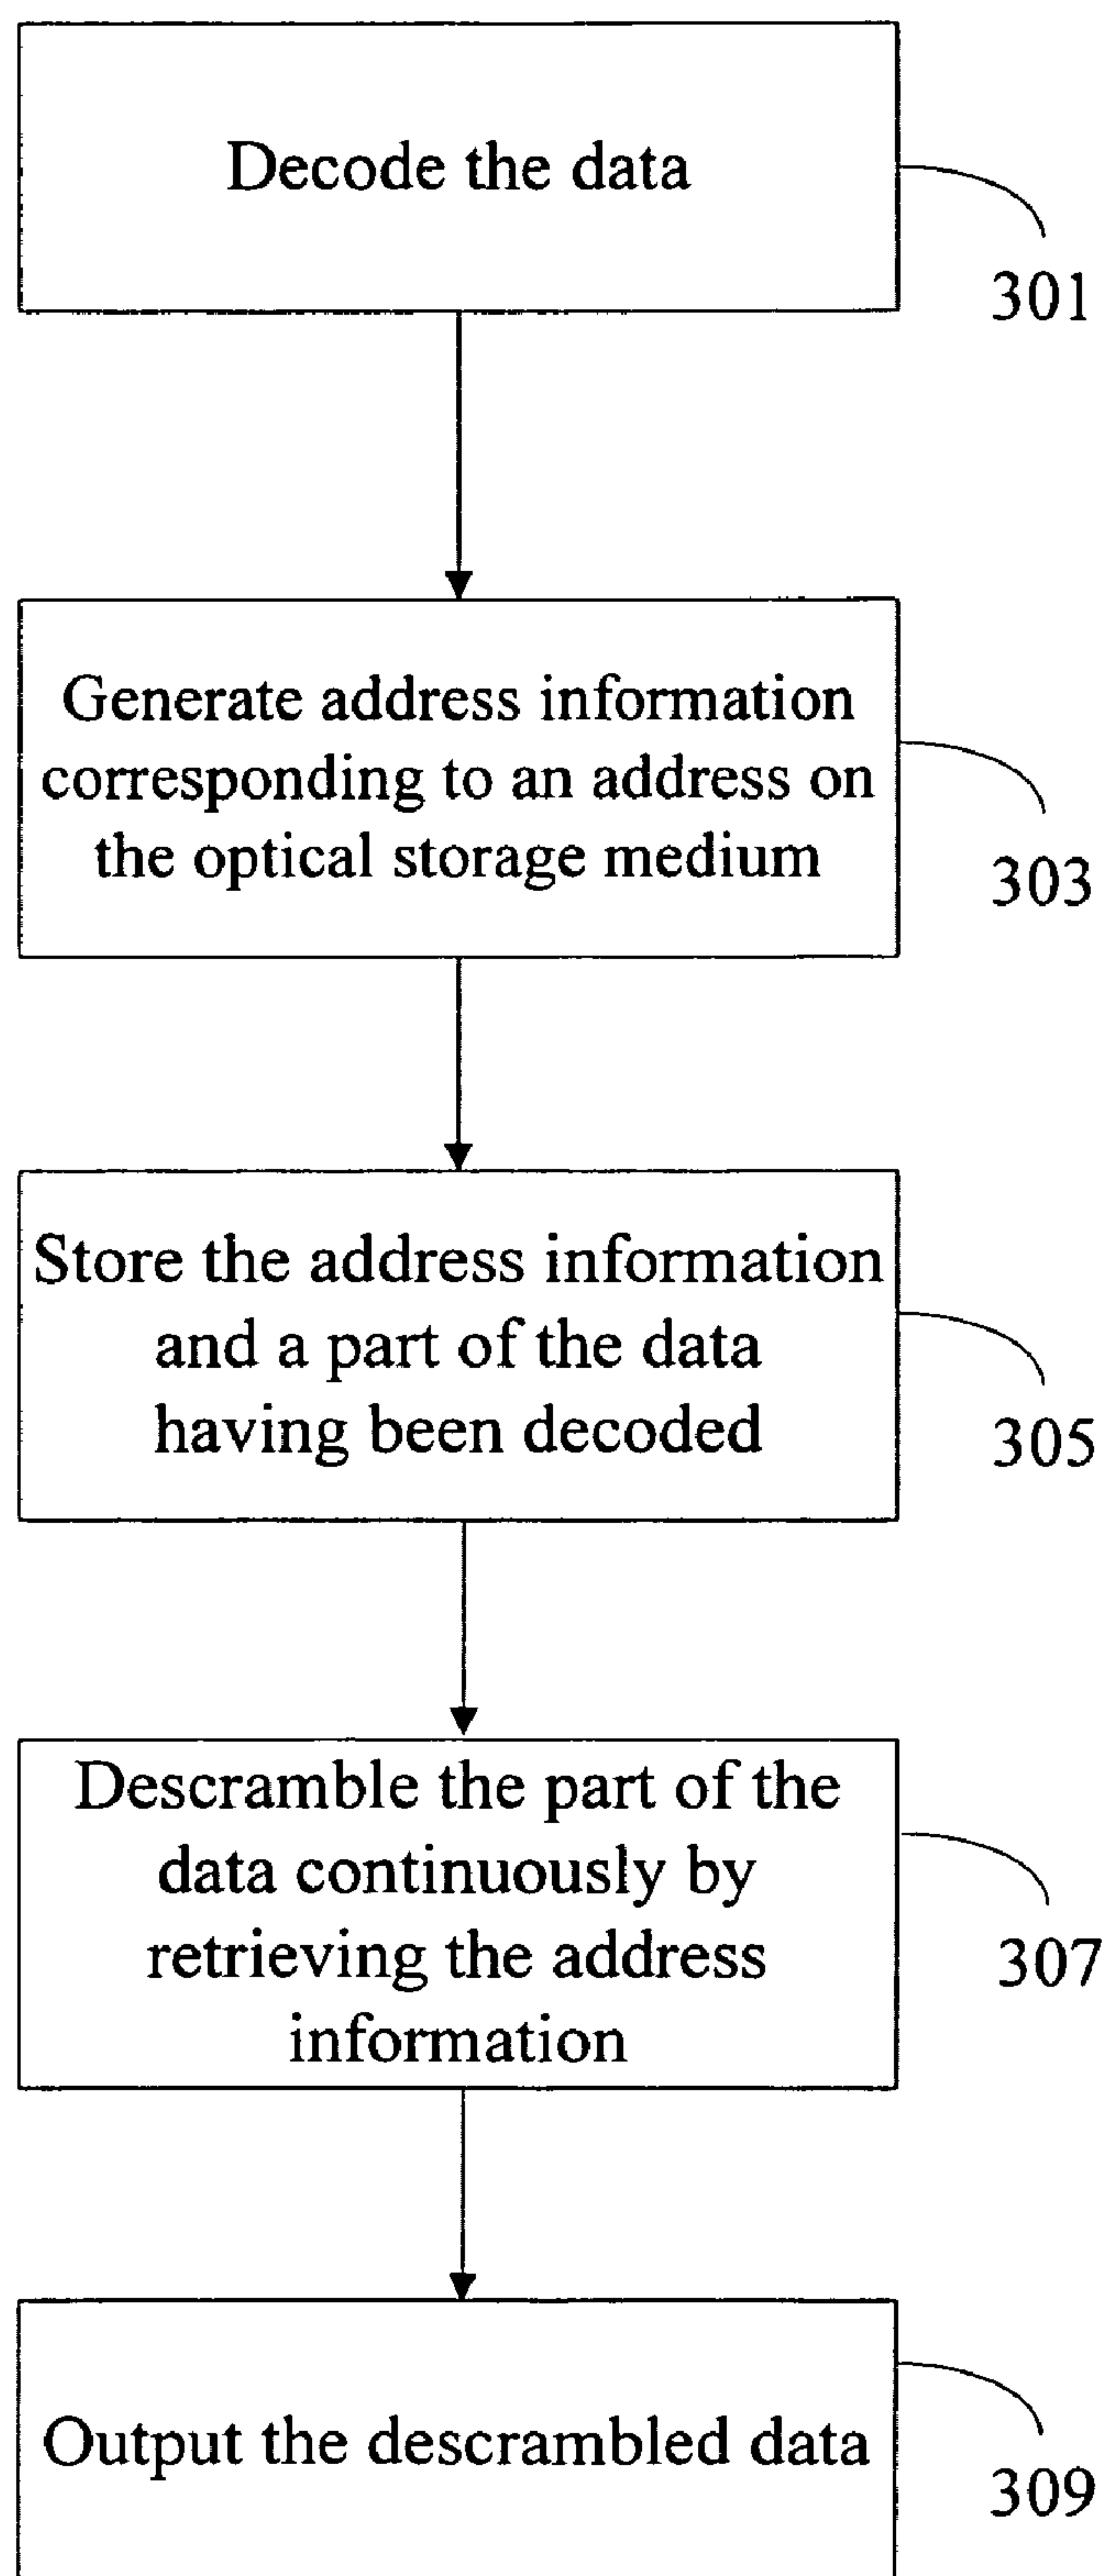 Decode the data
301
Generate address information
corresponding to an address on
the optical storage medium
303
Store the address information
and a part of the data
having been decoded
305
Descramble the part of the
data continuously by
retrieving the address
information
307
Output the descrambled data
309